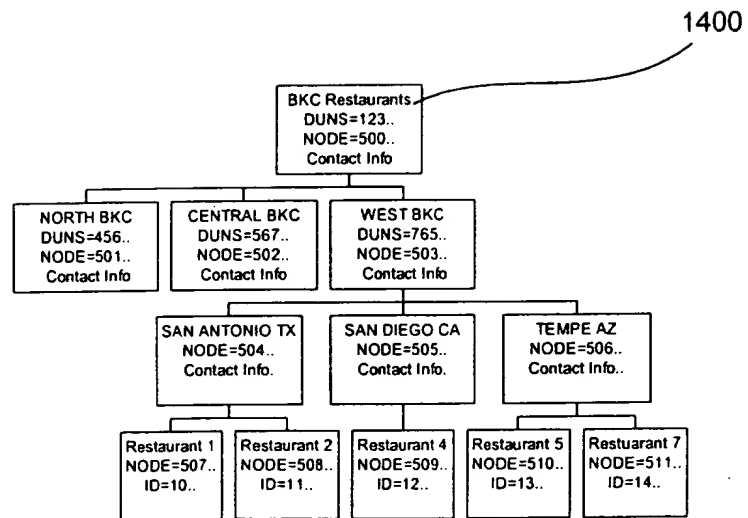 1400
BKC Restaurants
DUNS=123..
NODE=500..
Contact Info
NORTH BKC
DUNS=456..
NODE=501..
Contact Info
CENTRAL BKC
DUNS=567..
NODE=502..
Contact Info
WEST BKC
DUNS=765..
NODE=503..
Contact Info
SAN ANTONIO TX
NODE=504..
Contact Info.
SAN DIEGO CA
NODE=505..
Contact Info.
TEMPE AZ
NODE=506..
Contact Info..
Restaurant 1
NODE=507..
ID=10..
Restaurant 2
NODE=508..
ID=11..
Restaurant 4
NODE=509..
ID=12..
Restaurant 5
NODE=510..
ID=13..
Restuarant 7
NODE=511..
ID=14..